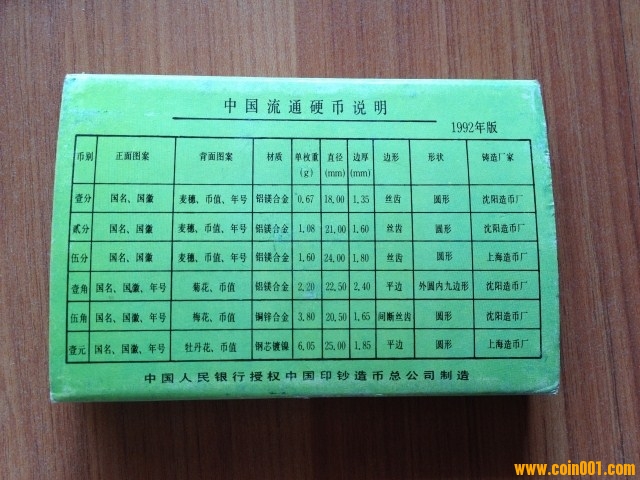 中国流通硬币说明
1992年版
币别 正面图案 背面图案 材质 单枚重(g) 直径(mm) 边厚(mm) 边形 形状 铸造厂家
壹分 国名、国徽 麦穗、币值、年号 铝镁合金 0.67 18.00 1.35 丝齿 圆形 沈阳造币厂
贰分 国名、国徽 麦穗、币值、年号 铝镁合金 1.08 21.00 1.60 丝齿 圆形 沈阳造币厂
伍分 国名、国徽 麦穗、币值、年号 铝镁合金 1.60 24.00 1.80 丝齿 圆形 上海造币厂
壹角 国名、国徽、年号 菊花、币值 铝镁合金 2.20 22.50 2.40 平边 外圆内九边形 沈阳造币厂
伍角 国名、国徽、年号 梅花、币值 铜锌合金 3.80 20.50 1.65 间断丝齿 圆形 沈阳造币厂
壹元 国名、国徽、年号 牡丹花、币值 钢芯镀镍 6.05 25.00 1.85 平边 圆形 上海造币厂
中国人民银行授权中国印钞造币总公司制造
www.coin001.com